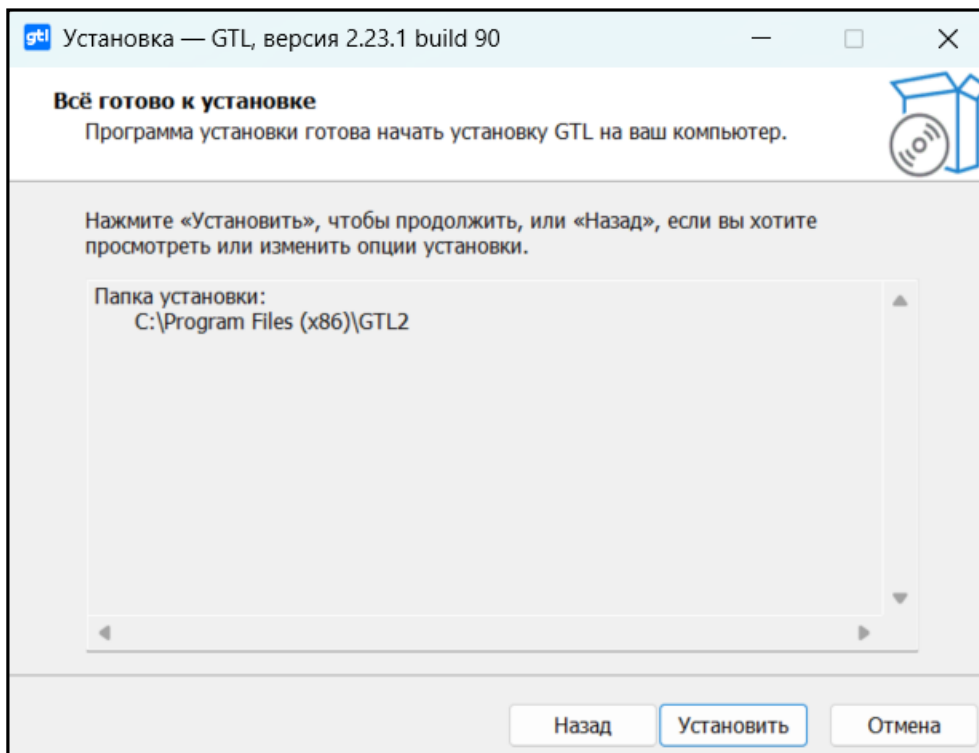 gtl Установка — GTL, версия 2.23.1 build 90
Всё готово к установке
Программа установки готова начать установку GTL на ваш компьютер.
Нажмите «Установить», чтобы продолжить, или «Назад», если вы хотите
просмотреть или изменить опции установки.
Папка установки:
C:\Program Files (x86)\GTL2
Назад Установить Отмена